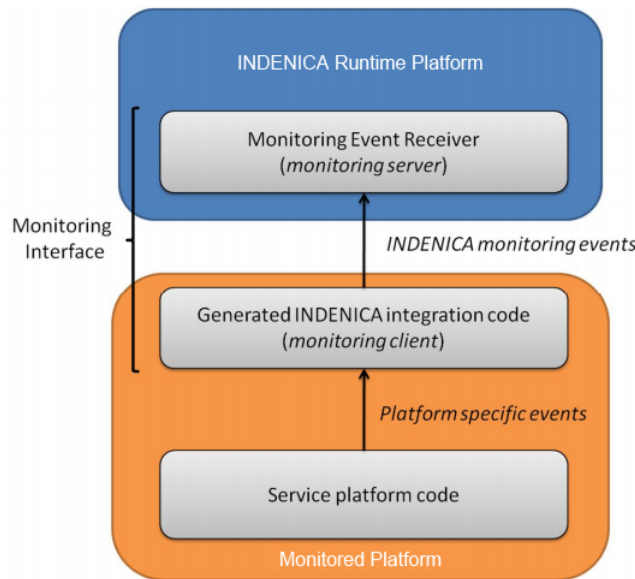 INDENICA Runtime Platform
Monitoring Event Receiver
(monitoring server)
Monitoring
Interface
INDENICA monitoring events
Generated INDENICA integration code
(monitoring client)
Platform specific events
Service platform code
Monitored Platform